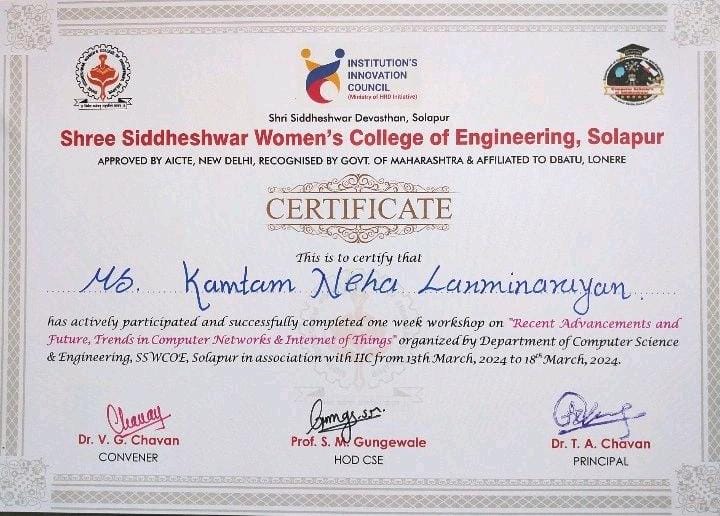 INSTITUTION'S
INNOVATION
COUNCIL
(Ministry of HRD Initiative)
Shri Siddheshwar Devasthan, Solapur
Shree Siddheshwar Women's College of Engineering, Solapur
APPROVED BY AICTE, NEW DELHI, RECOGNISED BY GOVT. OF MAHARASHTRA & AFFILIATED TO DBATU, LONERE
CERTIFICATE
This is to certify that
Ms. Kamtam Neha Laxminarayan.
has actively participated and successfully completed one week workshop on "Recent Advancements and
Future, Trends in Computer Networks & Internet of Things" organized by Department of Computer Science
& Engineering, SSWCOE, Solapur in association with IIC from 13th March, 2024 to 18th March, 2024.
Dr. V. G. Chavan
CONVENER
Prof. S. M. Gungewale
HOD CSE
Dr. T. A. Chavan
PRINCIPAL